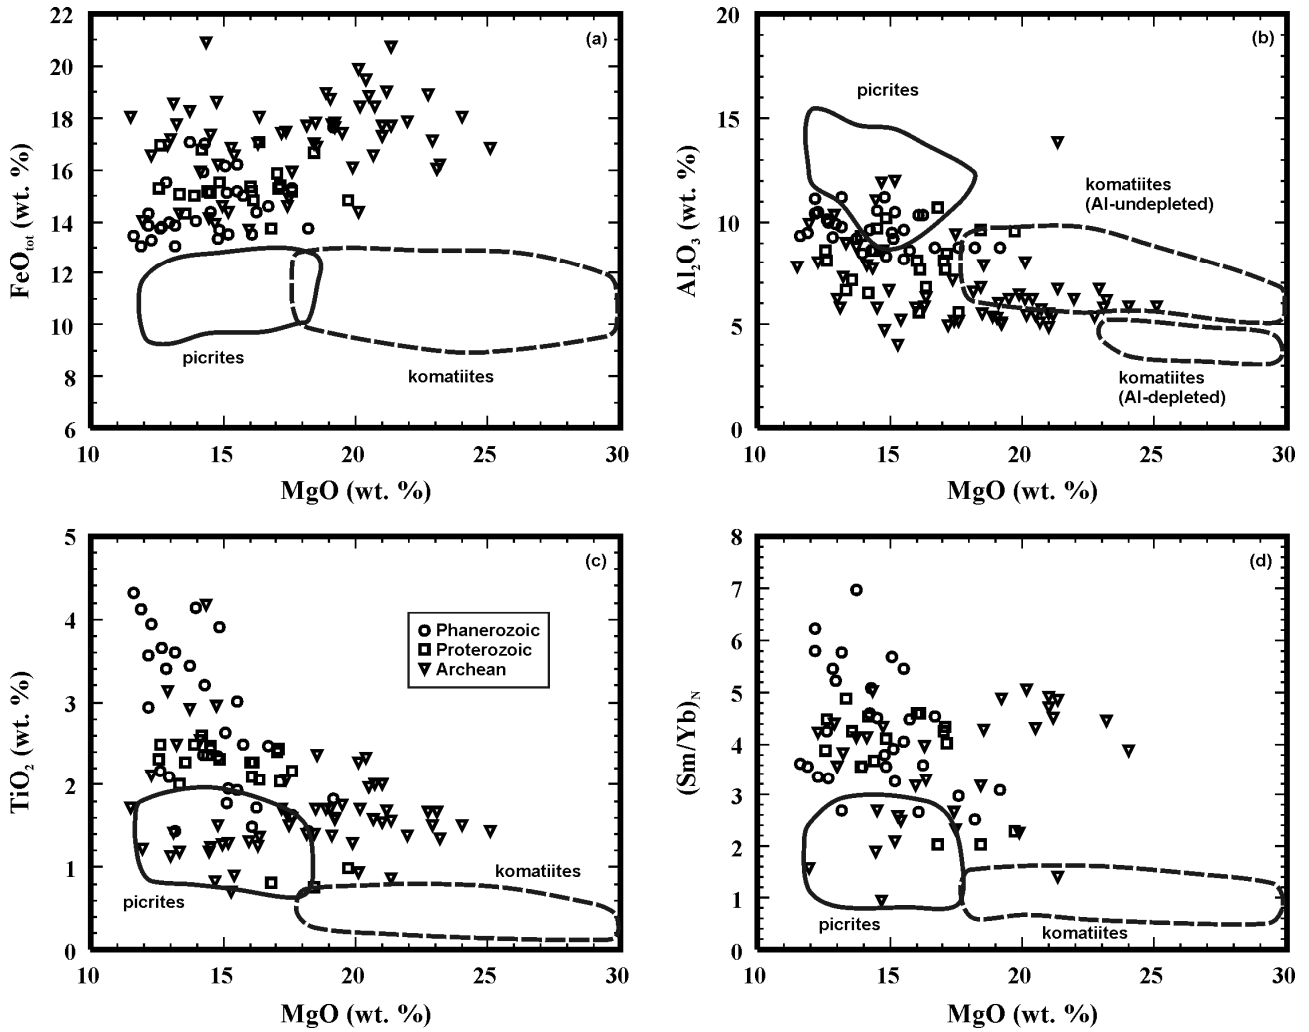 22
20
18
16
14
12
10
8
6
FeOtot (wt. %)
(a)
picrites
komatiites
10
15
20
25
30
MgO (wt. %)
20
15
10
5
0
Al2O3 (wt. %)
(b)
picrites
komatiites
(Al-undepleted)
komatiites
(Al-depleted)
10
15
20
25
30
MgO (wt. %)
5
4
3
2
1
0
TiO2 (wt. %)
(c)
Phanerozoic
Proterozoic
Archean
picrites
komatiites
10
15
20
25
30
MgO (wt. %)
8
7
6
5
4
3
2
1
0
(Sm/Yb)N
(d)
picrites
komatiites
10
15
20
25
30
MgO (wt. %)